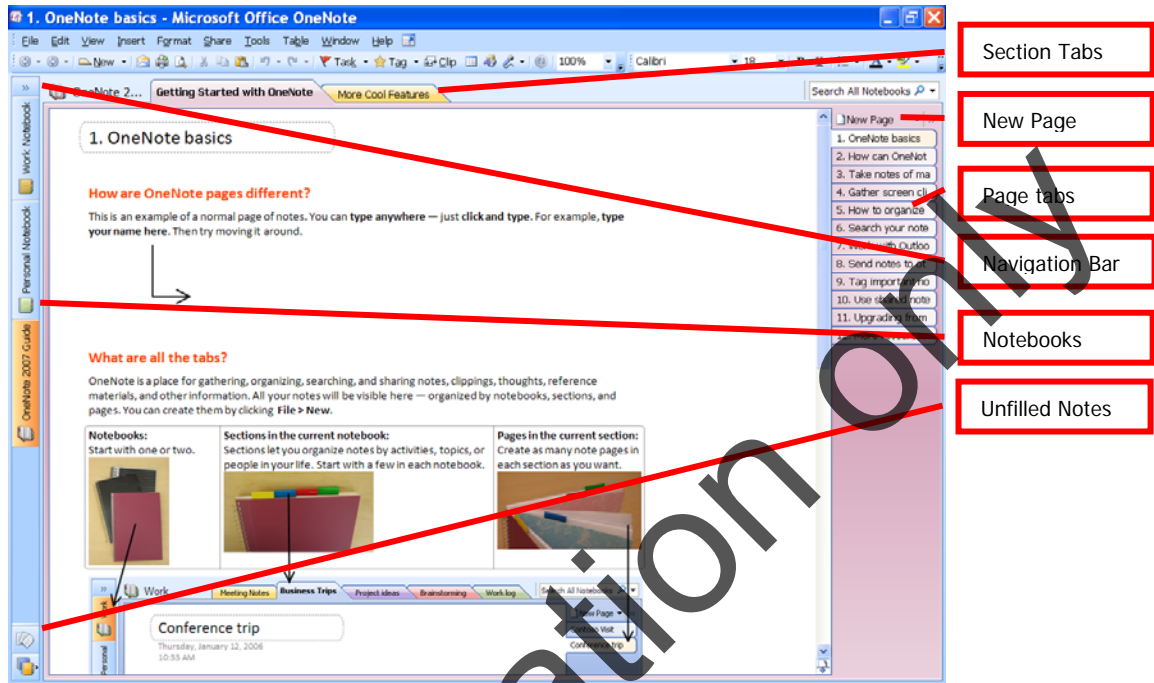 1. OneNote basics - Microsoft Office OneNote
File Edit View Insert Format Share Tools Table Window Help
New Task Tag Clip 100% Calibri 18
OneNote 2... Getting Started with OneNote More Cool Features Search All Notebooks
Work Notebook
Personal Notebook
OneNote 2007 Guide
1. OneNote basics
How are OneNote pages different?
This is an example of a normal page of notes. You can type anywhere — just click and type. For example, type
your name here. Then try moving it around.
What are all the tabs?
OneNote is a place for gathering, organizing, searching, and sharing notes, clippings, thoughts, reference
materials, and other information. All your notes will be visible here — organized by notebooks, sections, and
pages. You can create them by clicking File > New.
Notebooks:
Start with one or two.
Sections in the current notebook:
Sections let you organize notes by activities, topics, or
people in your life. Start with a few in each notebook.
Pages in the current section:
Create as many note pages in
each section as you want.
Work Meeting Notes Business Trips Project ideas Brainstorming Work log Search All Notebooks
Personal
Conference trip
Thursday, January 12, 2006
10:53 AM
New Page
Contoso Visit
Conference trip
New Page
1. OneNote basics
2. How can OneNot
3. Take notes of ma
4. Gather screen cli
5. How to organize
6. Search your note
7. Work with Outloo
8. Send notes to ot
9. Tag important no
10. Use shared note
11. Upgrading from
Section Tabs
New Page
Page tabs
Navigation Bar
Notebooks
Unfilled Notes
ation only